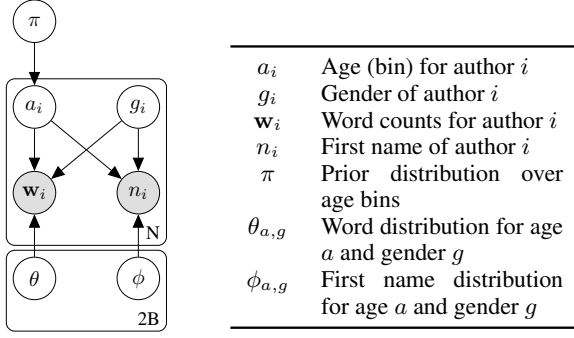 π
a_i g_i
w_i n_i
N
θ φ
2B
a_i Age (bin) for author i
g_i Gender of author i
w_i Word counts for author i
n_i First name of author i
π Prior distribution over
age bins
θ_{a,g} Word distribution for age
a and gender g
ϕ_{a,g} First name distribution
for age a and gender g